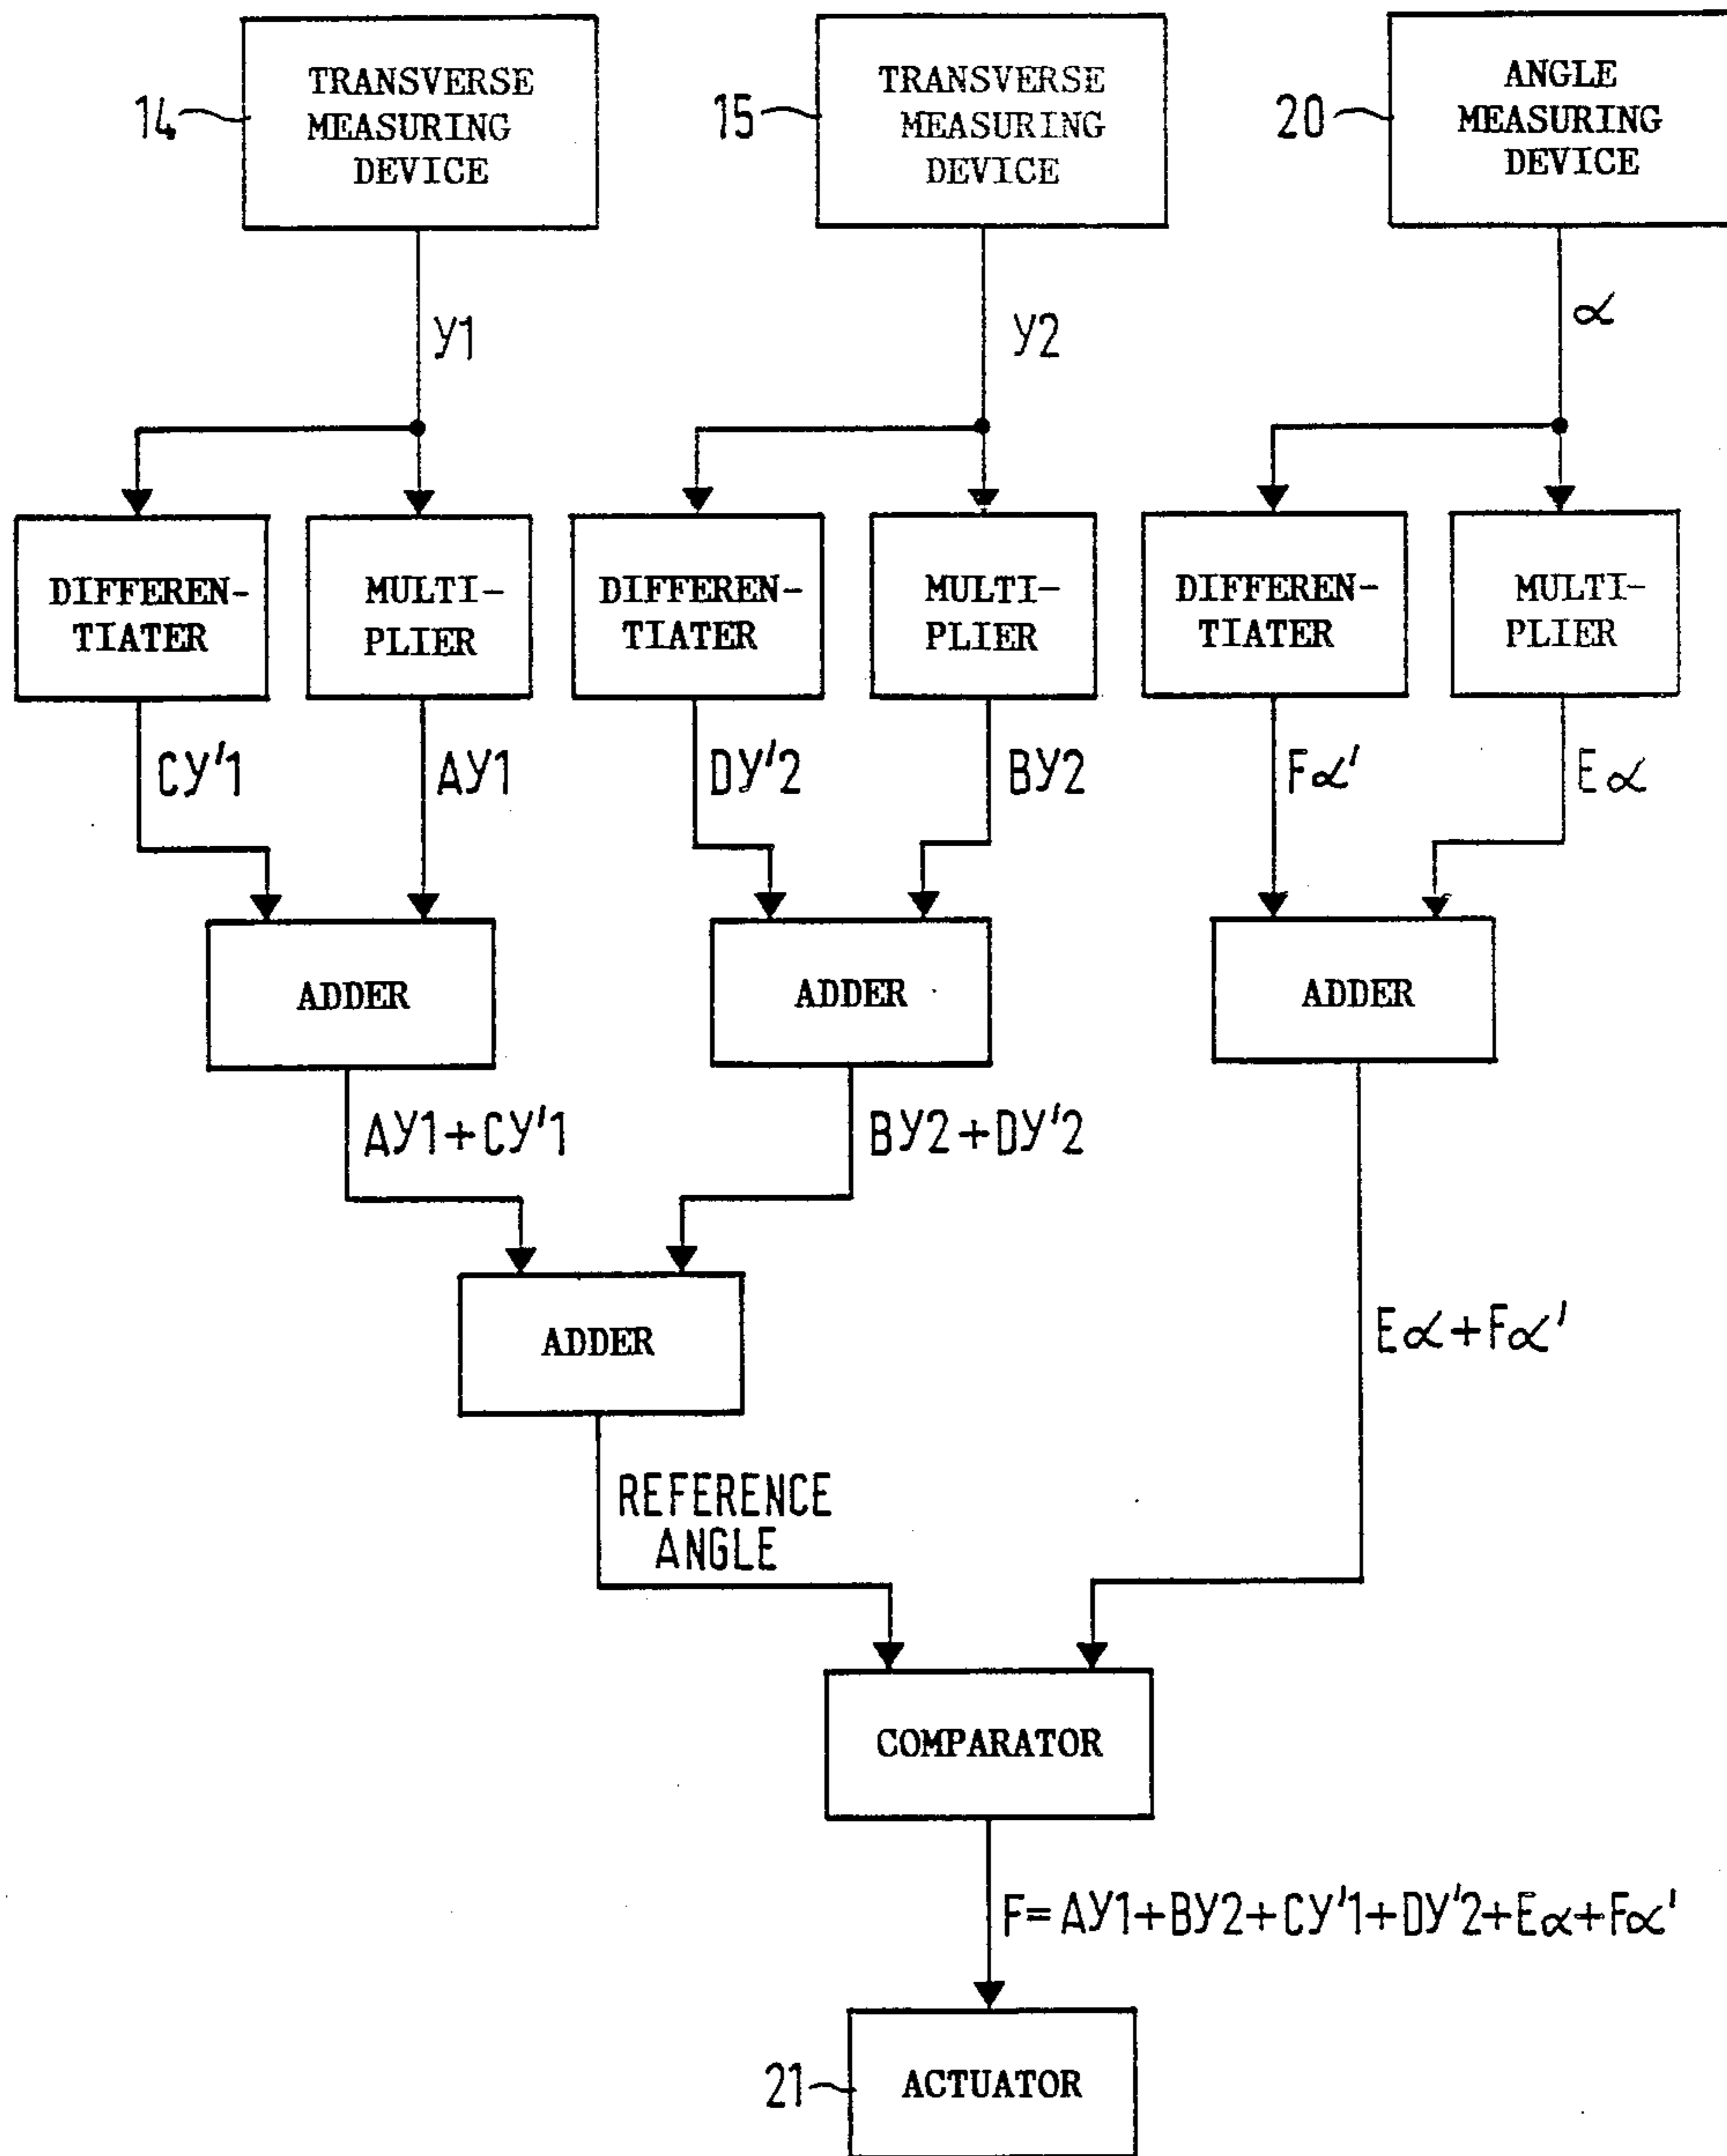 TRANSVERSE
MEASURING
DEVICE
14
TRANSVERSE
MEASURING
DEVICE
15
ANGLE
MEASURING
DEVICE
20
y1
y2
α
DIFFEREN-
TIATER
MULTI-
PLIER
DIFFEREN-
TIATER
MULTI-
PLIER
DIFFEREN-
TIATER
MULTI-
PLIER
Cy'1
Ay1
Dy'2
By2
Fα'
Eα
ADDER
ADDER
ADDER
Ay1+Cy'1
By2+Dy'2
ADDER
Eα+Fα'
REFERENCE
ANGLE
COMPARATOR
F=Ay1+By2+Cy'1+Dy'2+Eα+Fα'
21
ACTUATOR